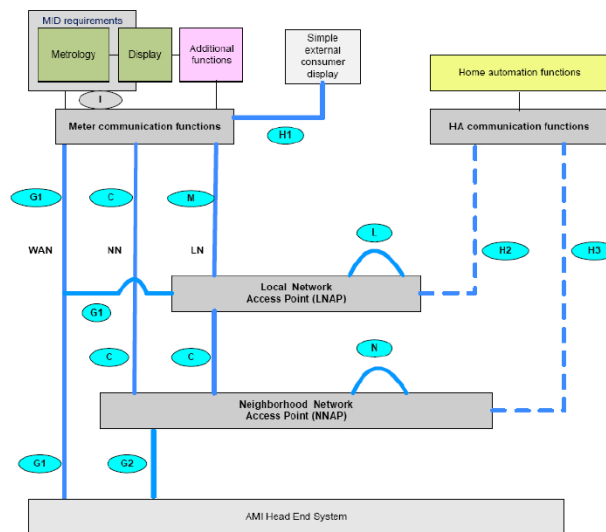 MID requirements
Metrology
Display
Additional
functions
Simple
external
consumer
display
Home automation functions
I
Meter communication functions
H1
HA communication functions
G1
C
M
WAN
NN
LN
L
H2
H3
Local Network
Access Point (LNAP)
G1
C
C
N
Neighborhood Network
Access Point (NNAP)
G1
G2
AMI Head End System